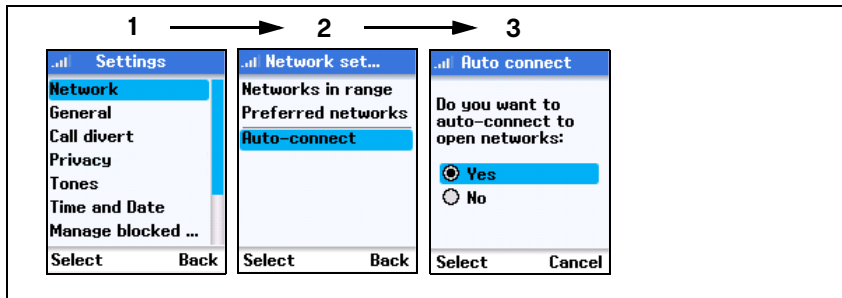 1 2 3
Settings
Network
General
Call divert
Privacy
Tones
Time and Date
Manage blocked ...
Select Back
Network set...
Networks in range
Preferred networks
Auto-connect
Select Back
Auto connect
Do you want to
auto-connect to
open networks:
Yes
No
Select Cancel